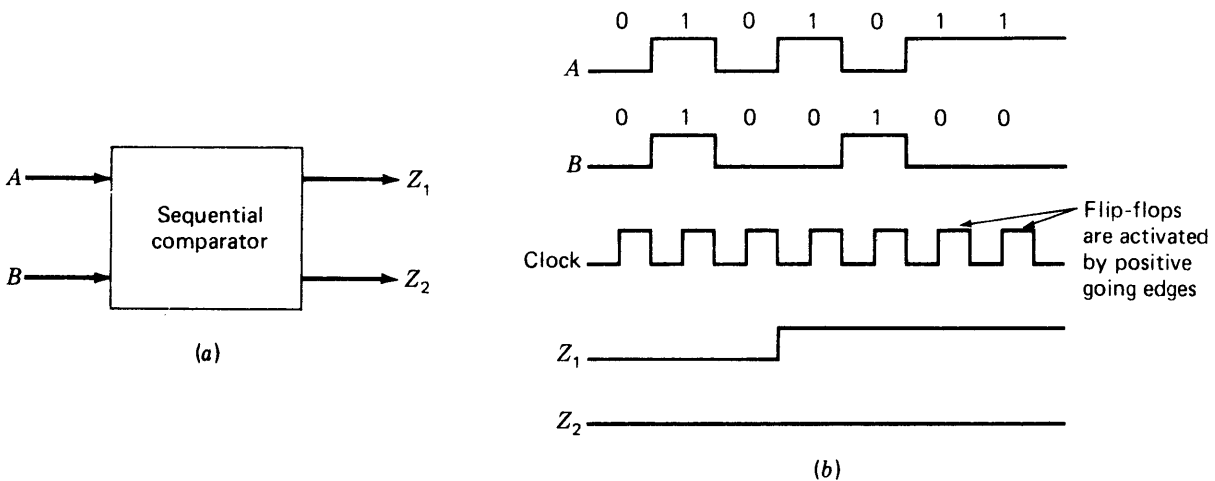 A
B
Sequential
comparator
Z1
Z2
(a)
0 1 0 1 0 1 1
A
0 1 0 0 1 0 0
B
Clock
Flip-flops
are activated
by positive
going edges
Z1
Z2
(b)